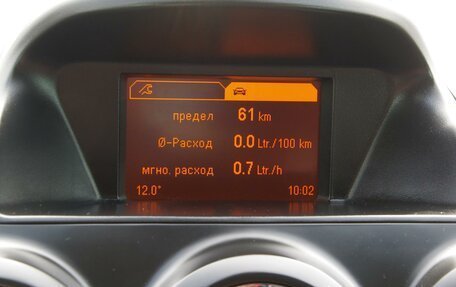 предел 61 km
Ø-Расход 0.0 Ltr./100 km
мгно. расход 0.7 Ltr./h
12.0° 10:02